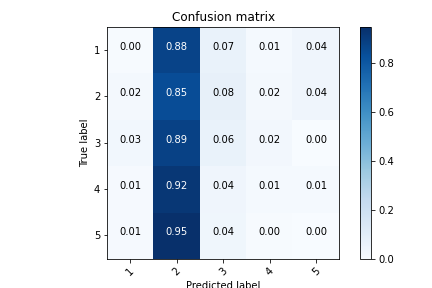 Confusion matrix
1 0.00 0.88 0.07 0.01 0.04
2 0.02 0.85 0.08 0.02 0.04
3 0.03 0.89 0.06 0.02 0.00
4 0.01 0.92 0.04 0.01 0.01
5 0.01 0.95 0.04 0.00 0.00
True label
1 2 3 4 5
Predicted label
0.8
0.6
0.4
0.2
0.0